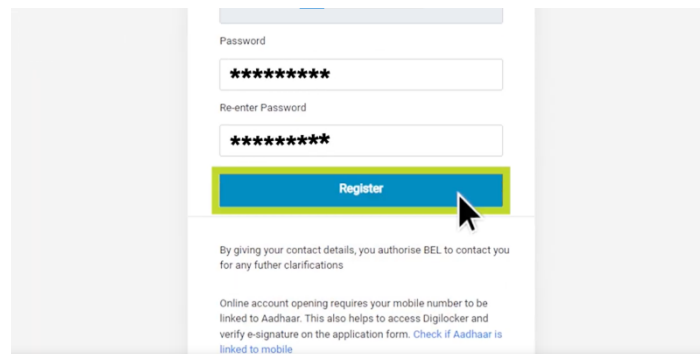 Password
*********
Re-enter Password
*********
Register
By giving your contact details, you authorise BEL to contact you
for any futher clarifications
Online account opening requires your mobile number to be
linked to Aadhaar. This also helps to access Digilocker and
verify e-signature on the application form. Check if Aadhaar is
linked to mobile